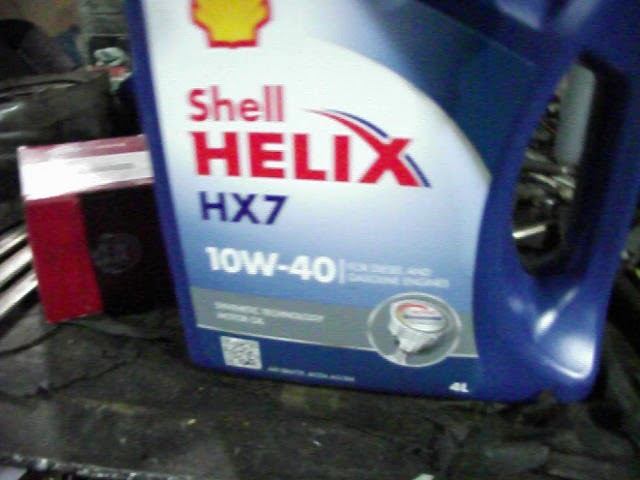 Shell
HELIX
HX7
10W-40
FOR DIESEL AND
GASOLINE ENGINES
SYNTHETIC TECHNOLOGY
MOTOR OIL
4L